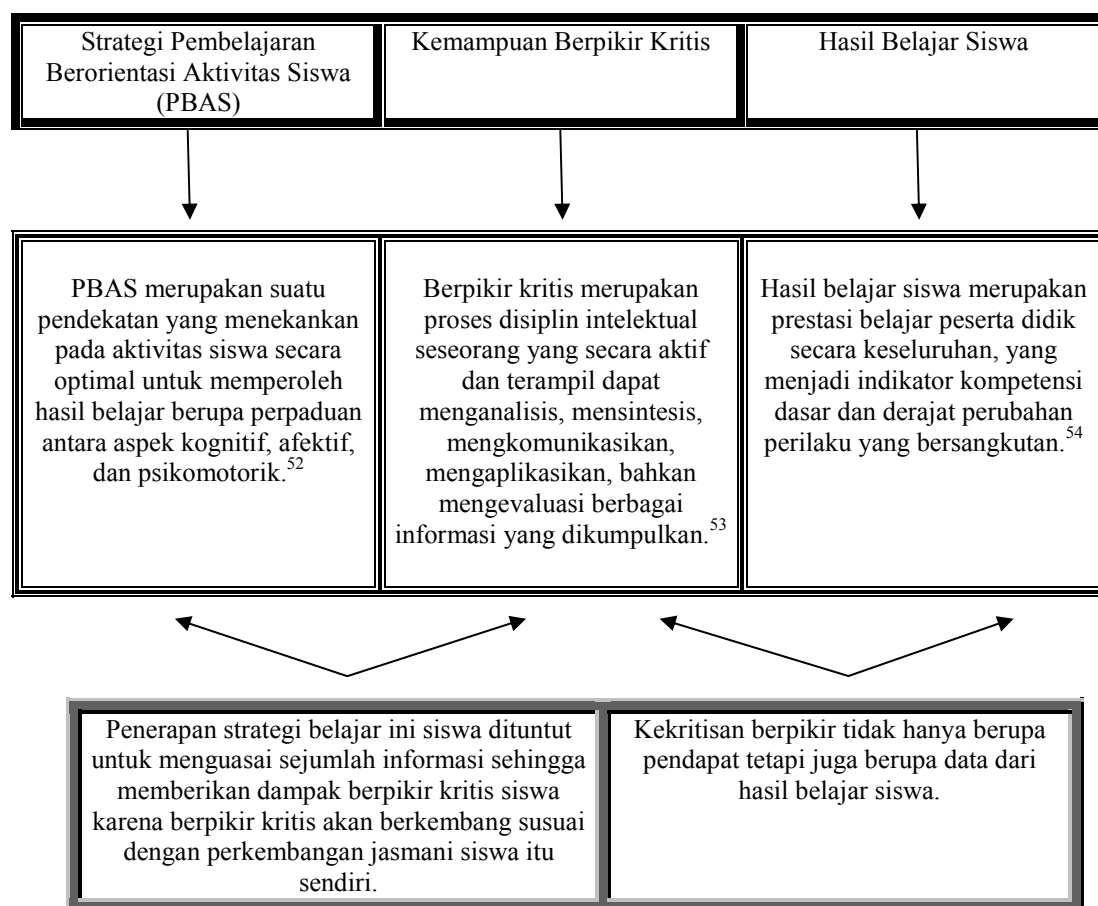 Strategi Pembelajaran
Berorientasi Aktivitas Siswa
(PBAS)
Kemampuan Berpikir Kritis
Hasil Belajar Siswa
PBAS merupakan suatu
pendekatan yang menekankan
pada aktivitas siswa secara
optimal untuk memperoleh
hasil belajar berupa perpaduan
antara aspek kognitif, afektif,
dan psikomotorik.52
Berpikir kritis merupakan
proses disiplin intelektual
seseorang yang secara aktif
dan terampil dapat
menganalisis, mensintesis,
mengkomunikasikan,
mengaplikasikan, bahkan
mengevaluasi berbagai
informasi yang dikumpulkan.53
Hasil belajar siswa merupakan
prestasi belajar peserta didik
secara keseluruhan, yang
menjadi indikator kompetensi
dasar dan derajat perubahan
perilaku yang bersangkutan.54
Penerapan strategi belajar ini siswa dituntut
untuk menguasai sejumlah informasi sehingga
memberikan dampak berpikir kritis siswa
karena berpikir kritis akan berkembang susuai
dengan perkembangan jasmani siswa itu
sendiri.
Kekritisan berpikir tidak hanya berupa
pendapat tetapi juga berupa data dari
hasil belajar siswa.